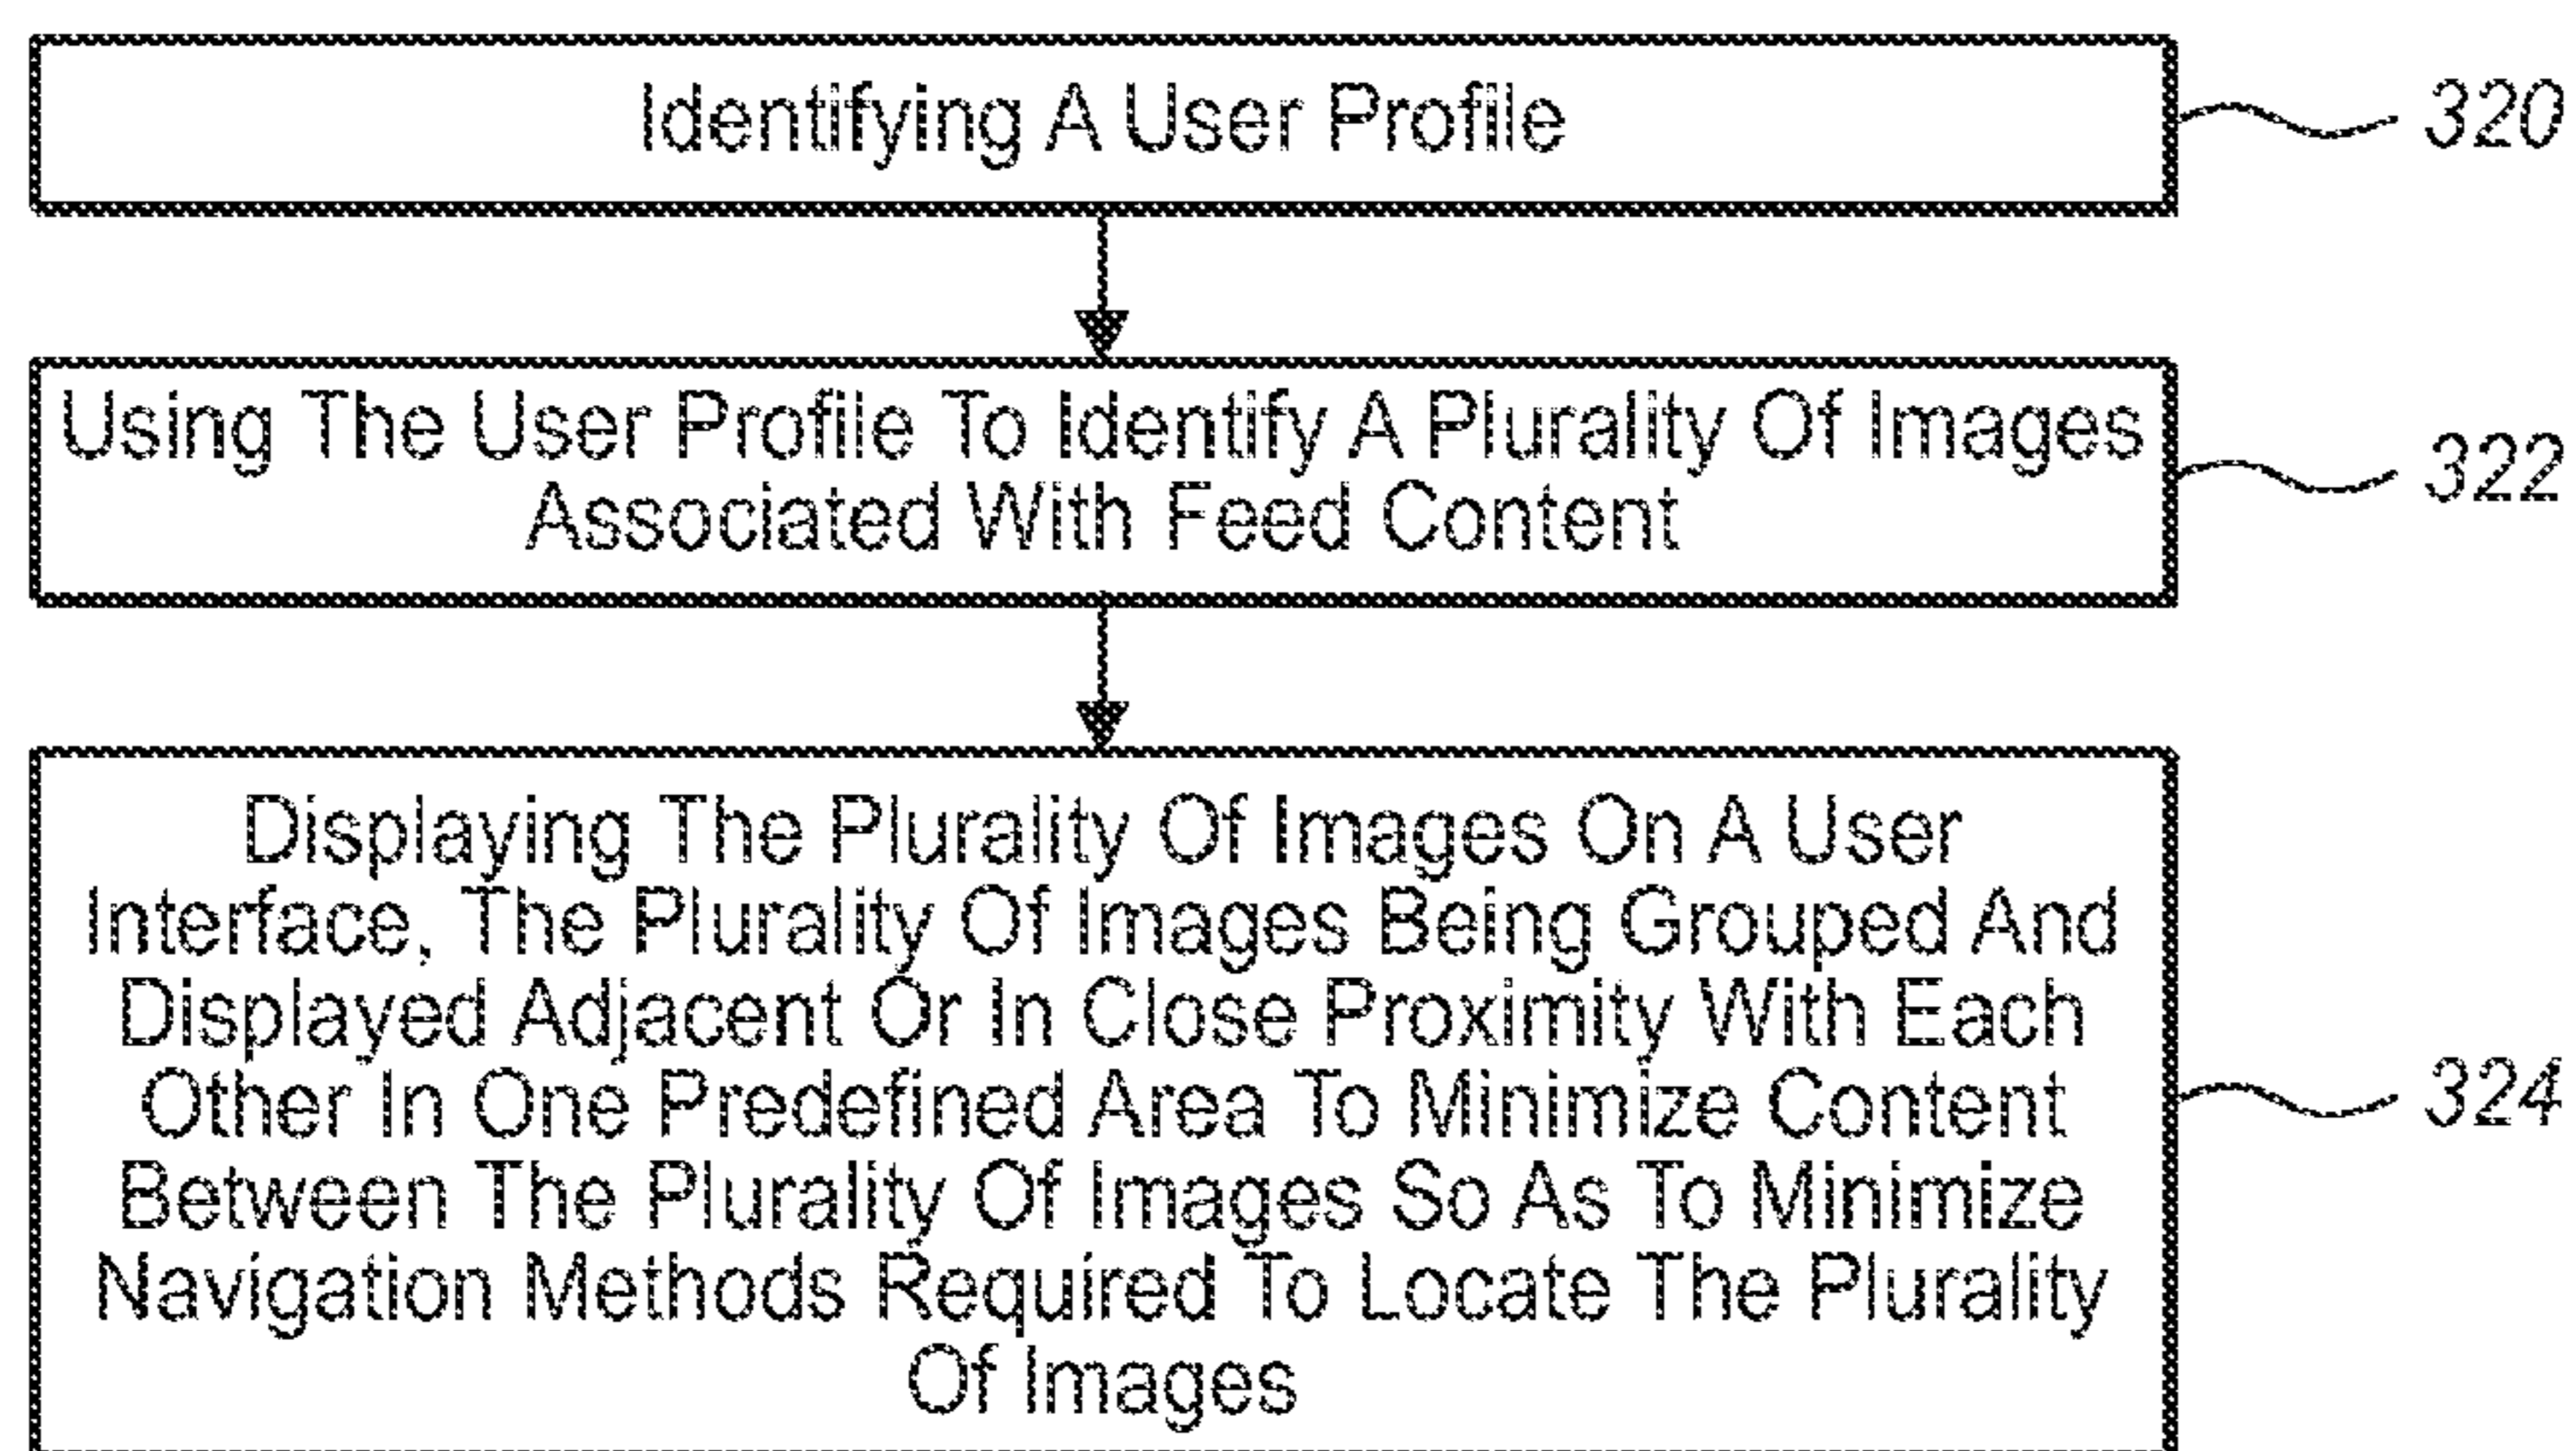 Identifying A User Profile
320
Using The User Profile To Identify A Plurality Of Images
Associated With Feed Content
322
Displaying The Plurality Of Images On A User
Interface, The Plurality Of Images Being Grouped And
Displayed Adjacent Or In Close Proximity With Each
Other In One Predefined Area To Minimize Content
Between The Plurality Of Images So As To Minimize
Navigation Methods Required To Locate The Plurality
Of Images
324